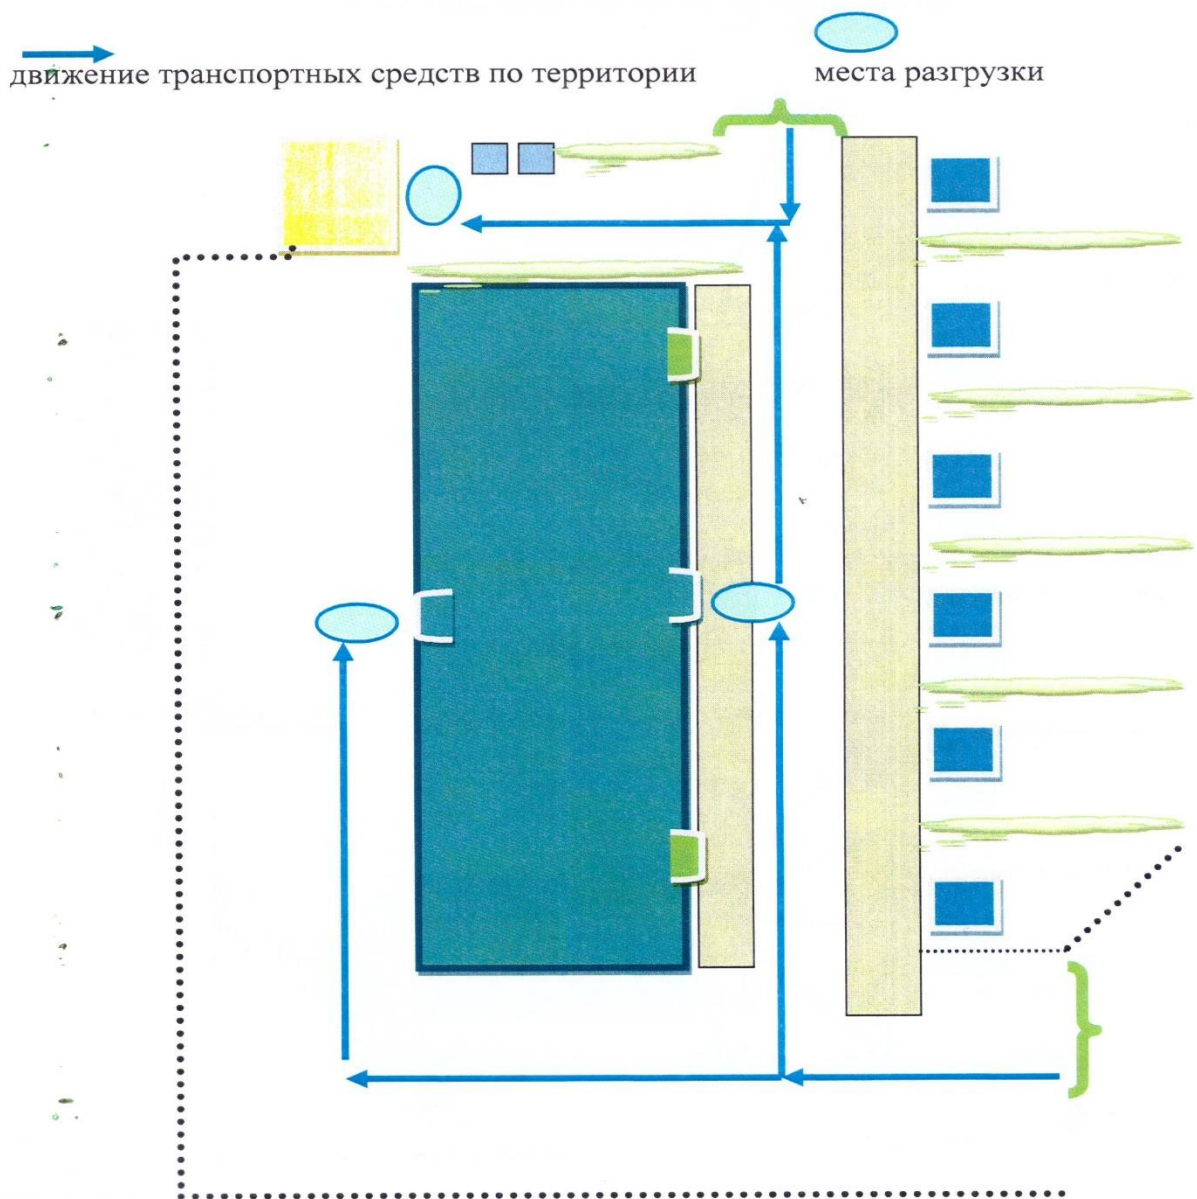 движение транспортных средств по территории
места разгрузки